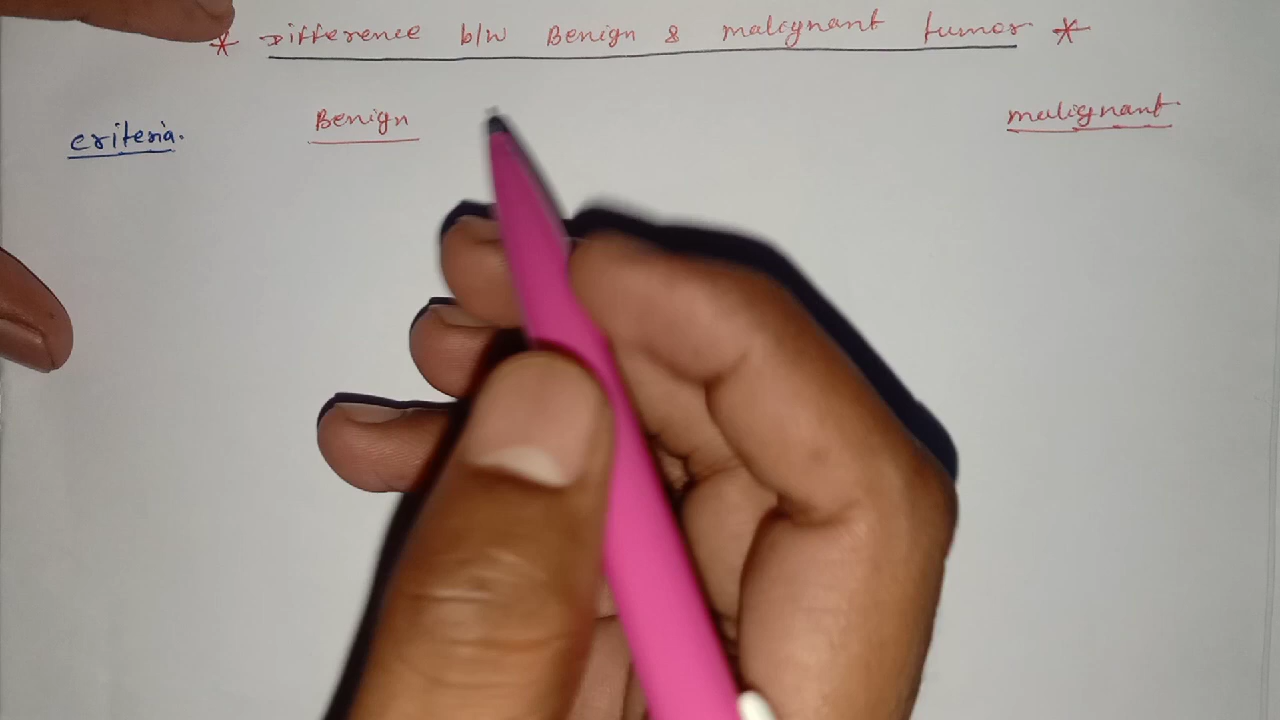 * Difference b/w Benign & malignant tumor *
criteria. Benign malignant